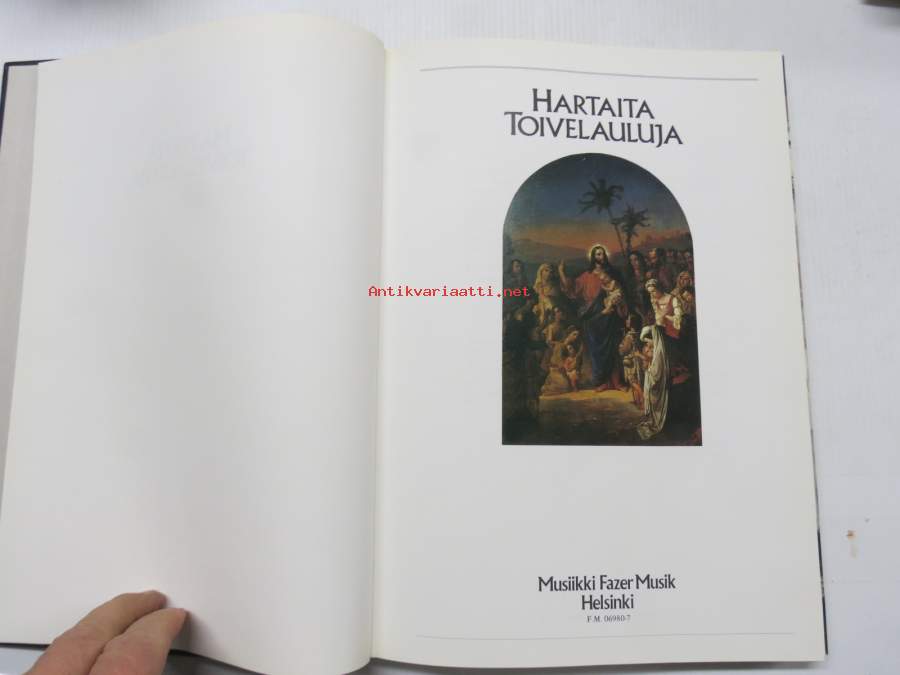 HARTAITA
TOIVELAULUJA
Antikvariaatti.net
Musiikki Fazer Musik
Helsinki
F.M. 06980-7